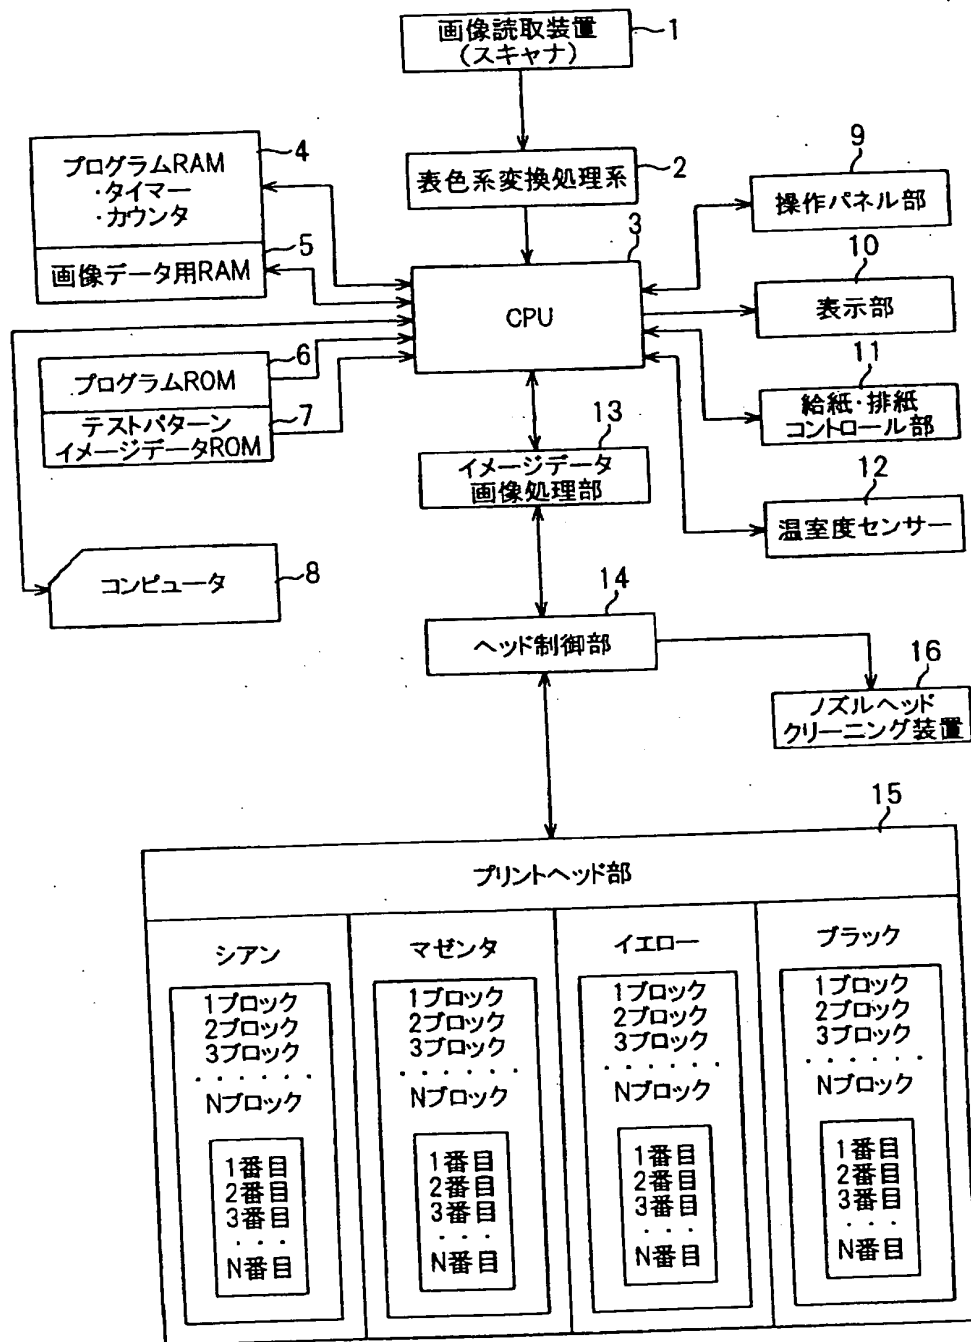 画像読取装置
(スキャナ)
1
表色系変換処理系
2
プログラムRAM
・タイマー
・カウンタ
4
画像データ用RAM
5
CPU
3
操作パネル部
9
表示部
10
給紙・排紙
コントロール部
11
温室度センサー
12
プログラムROM
6
テストパターン
イメージデータROM
7
コンピュータ
8
イメージデータ
画像処理部
13
ヘッド制御部
14
ノズルヘッド
クリーニング装置
16
15
プリントヘッド部
シアン
1ブロック
2ブロック
3ブロック
・・・・・・
Nブロック
1番目
2番目
3番目
・・・
N番目
マゼンタ
1ブロック
2ブロック
3ブロック
・・・・・・
Nブロック
1番目
2番目
3番目
・・・
N番目
イエロー
1ブロック
2ブロック
3ブロック
・・・・・・
Nブロック
1番目
2番目
3番目
・・・
N番目
ブラック
1ブロック
2ブロック
3ブロック
・・・・・・
Nブロック
1番目
2番目
3番目
・・・
N番目